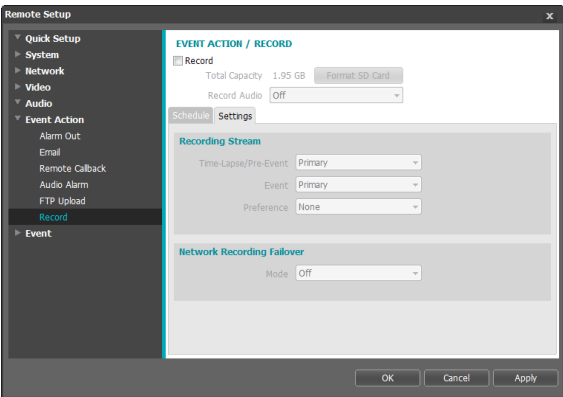 Remote Setup
x
Quick Setup
System
Network
Video
Audio
Event Action
Alarm Out
Email
Remote Callback
Audio Alarm
FTP Upload
Record
Event
EVENT ACTION / RECORD
Record
Total Capacity 1.95 GB Format SD Card
Record Audio Off
Schedule Settings
Recording Stream
Time-Lapse/Pre-Event Primary
Event Primary
Preference None
Network Recording Failover
Mode Off
OK Cancel Apply